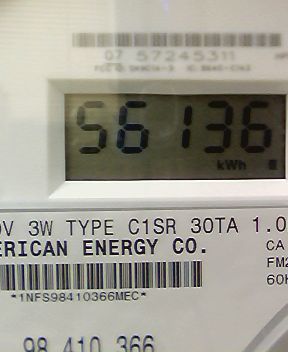 07 57245311
56136
kWh
0V 3W TYPE C1SR 30TA 1.0
ERICAN ENERGY CO.
CA
FM2
60H
*1NFS98410366MEC*
98 410 366